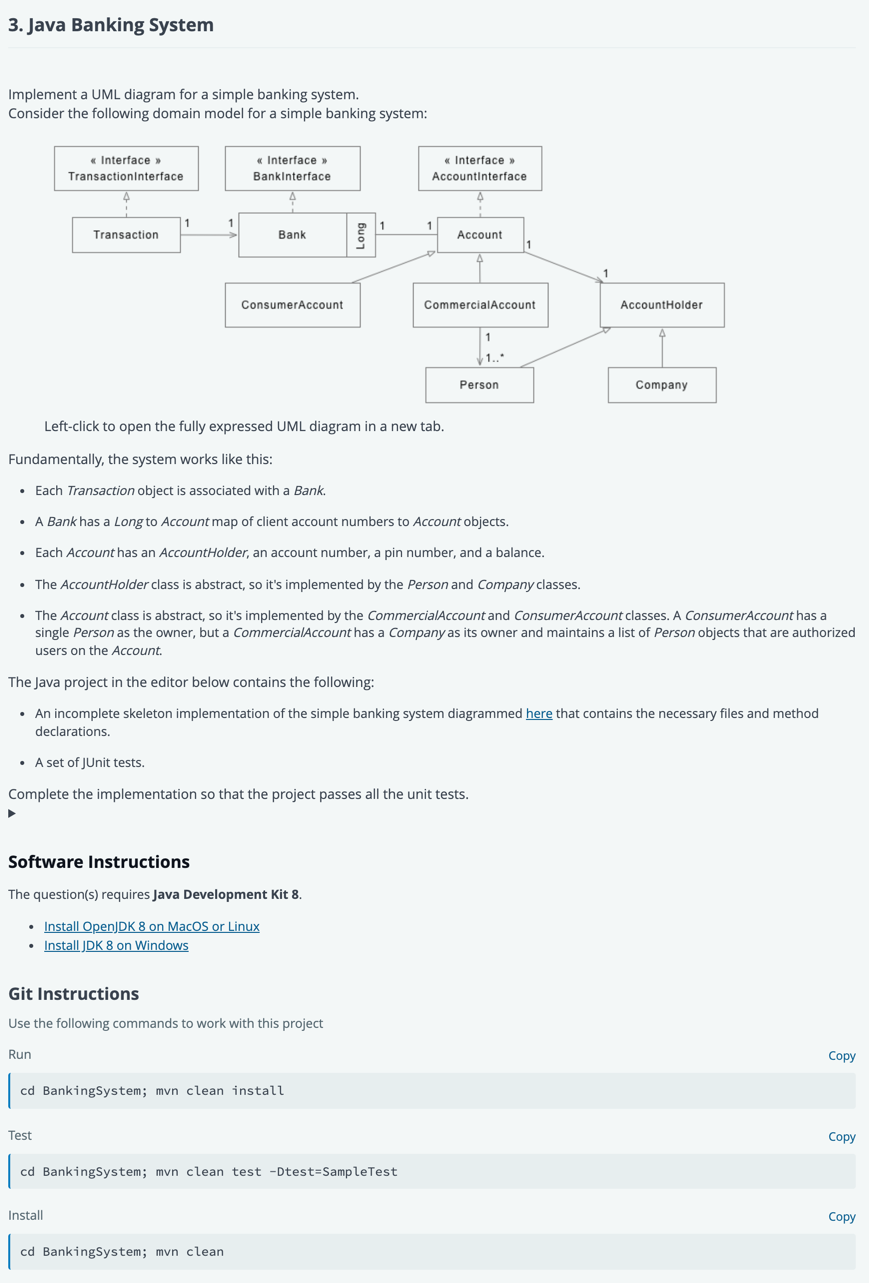 3. Java Banking System
Implement a UML diagram for a simple banking system.
Consider the following domain model for a simple banking system:
« Interface »
TransactionInterface
« Interface »
BankInterface
« Interface »
AccountInterface
Transaction
1
1
Bank
Long
1
1
Account
1
1
ConsumerAccount
CommercialAccount
AccountHolder
1
1..*
Person
Company
Left-click to open the fully expressed UML diagram in a new tab.
Fundamentally, the system works like this:
• Each Transaction object is associated with a Bank.
• A Bank has a Long to Account map of client account numbers to Account objects.
• Each Account has an AccountHolder, an account number, a pin number, and a balance.
• The AccountHolder class is abstract, so it's implemented by the Person and Company classes.
• The Account class is abstract, so it's implemented by the CommercialAccount and ConsumerAccount classes. A ConsumerAccount has a
single Person as the owner, but a CommercialAccount has a Company as its owner and maintains a list of Person objects that are authorized
users on the Account.
The Java project in the editor below contains the following:
• An incomplete skeleton implementation of the simple banking system diagrammed here that contains the necessary files and method
declarations.
• A set of JUnit tests.
Complete the implementation so that the project passes all the unit tests.
Software Instructions
The question(s) requires Java Development Kit 8.
• Install OpenJDK 8 on MacOS or Linux
• Install JDK 8 on Windows
Git Instructions
Use the following commands to work with this project
Run
Copy
cd BankingSystem; mvn clean install
Test
Copy
cd BankingSystem; mvn clean test -Dtest=SampleTest
Install
Copy
cd BankingSystem; mvn clean